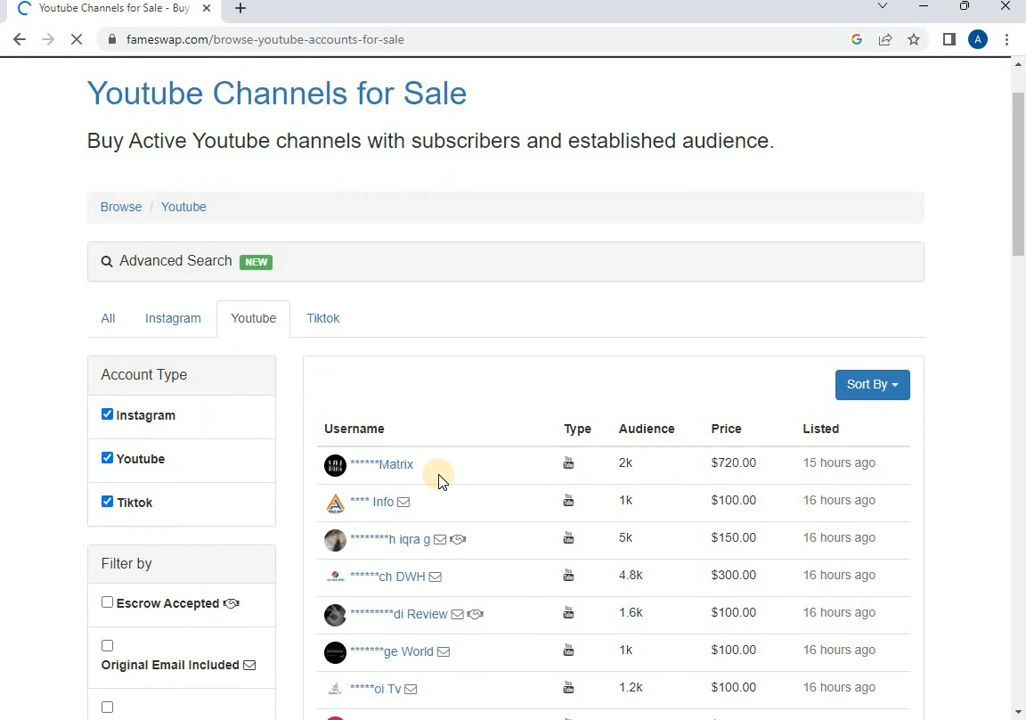 Youtube Channels for Sale - Buy
fameswap.com/browse-youtube-accounts-for-sale
A
Youtube Channels for Sale
Buy Active Youtube channels with subscribers and established audience.
Browse / Youtube
Advanced Search NEW
All Instagram Youtube Tiktok
Account Type
Instagram
Youtube
Tiktok
Filter by
Escrow Accepted
Original Email Included
Sort By
Username Type Audience Price Listed
******Matrix 2k $720.00 15 hours ago
**** Info 1k $100.00 16 hours ago
********h iqra g 5k $150.00 16 hours ago
******ch DWH 4.8k $300.00 16 hours ago
*********di Review 1.6k $100.00 16 hours ago
*******ge World 1k $100.00 16 hours ago
*****oi Tv 1.2k $100.00 16 hours ago